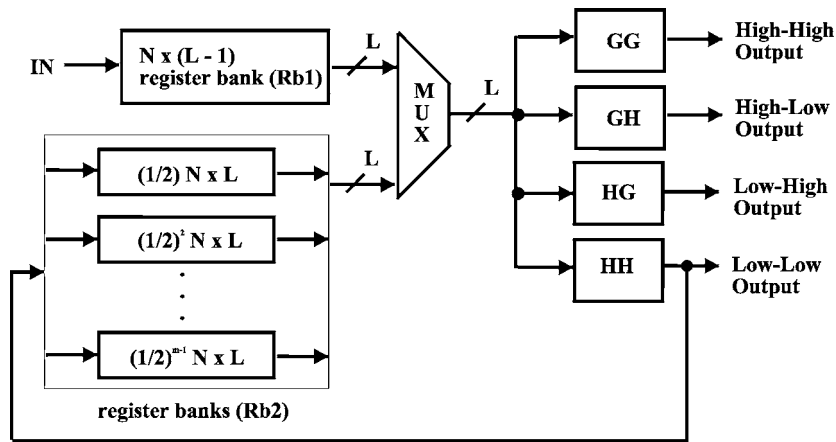 IN
N x (L - 1)
register bank (Rb1)
L
MUX
L
GG
High-High
Output
GH
High-Low
Output
L
(1/2) N x L
HG
Low-High
Output
(1/2)² N x L
HH
Low-Low
Output
(1/2)ᵐ⁻¹ N x L
register banks (Rb2)